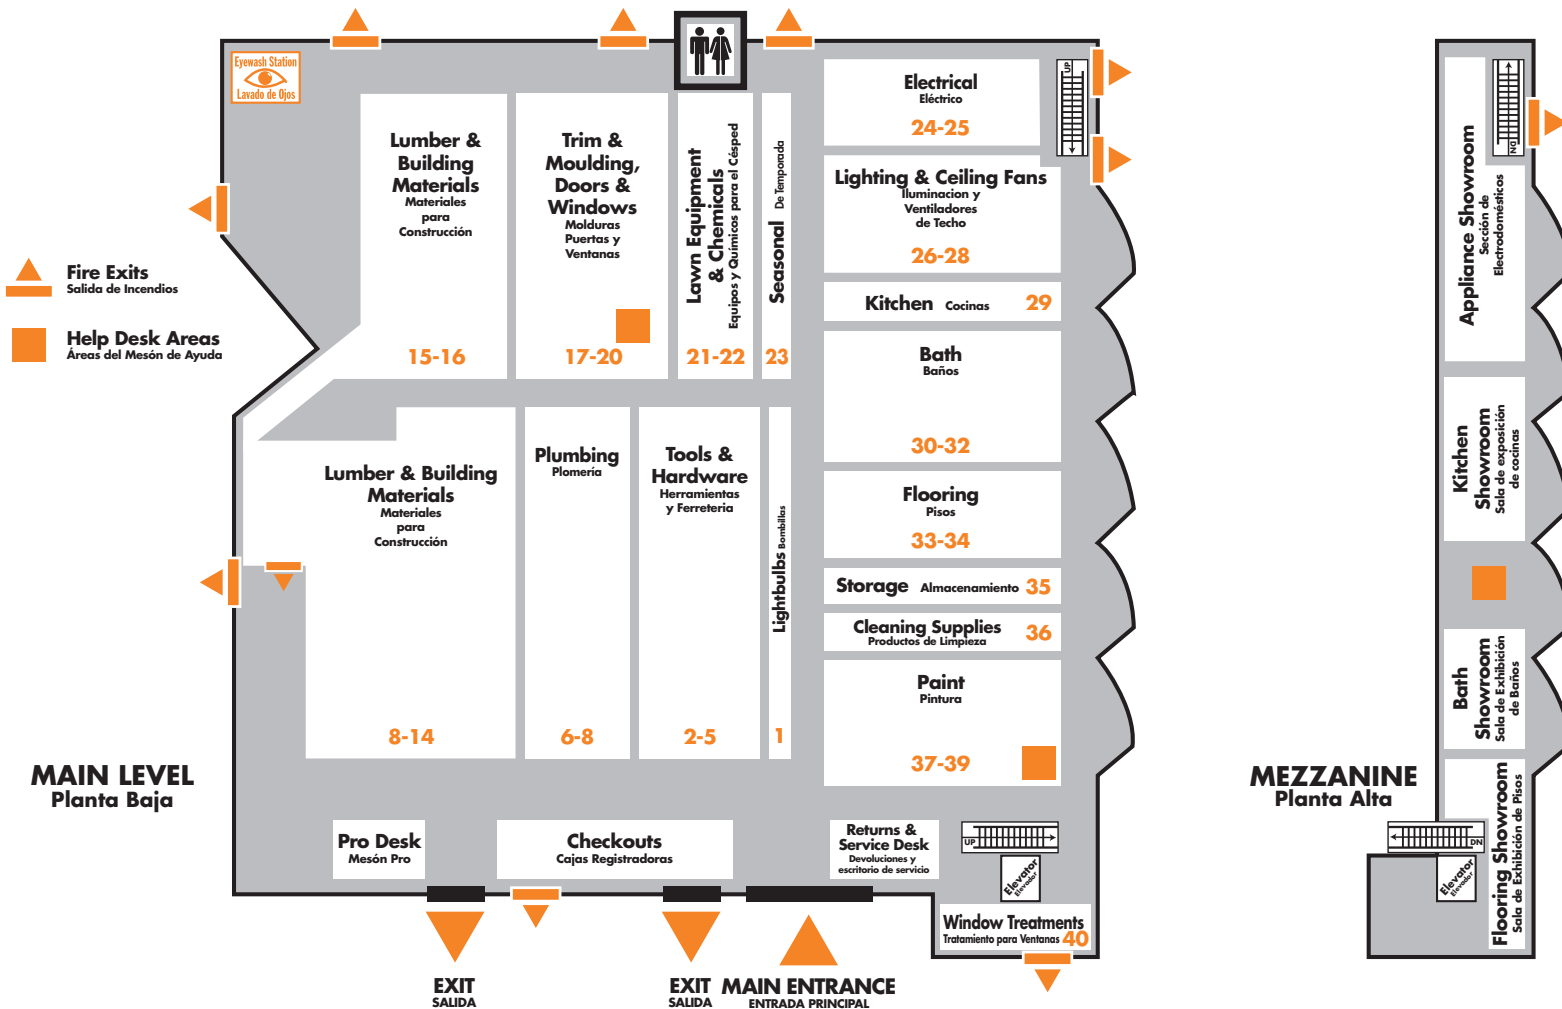 Eyewash Station
Lavado de Ojos
Fire Exits
Salida de Incendios
Help Desk Areas
Áreas del Mesón de Ayuda
MAIN LEVEL
Planta Baja
Lumber &
Building
Materials
Materiales
para
Construcción
15-16
Trim &
Moulding,
Doors &
Windows
Molduras
Puertas y
Ventanas
17-20
Lawn Equipment
& Chemicals
Equipos y Químicos para el Césped
21-22
Seasonal De Temporada
23
Electrical
Eléctrico
24-25
UP
Lighting & Ceiling Fans
Iluminacion y
Ventiladores
de Techo
26-28
Kitchen Cocinas 29
Bath
Baños
30-32
Flooring
Pisos
33-34
Storage Almacenamiento 35
Cleaning Supplies
Productos de Limpieza
36
Paint
Pintura
37-39
Lumber & Building
Materials
Materiales
para
Construcción
8-14
Plumbing
Plomería
6-8
Tools &
Hardware
Herramientas
y Ferreteria
2-5
Lightbulbs Bombillas
1
Pro Desk
Mesón Pro
Checkouts
Cajas Registradoras
Returns &
Service Desk
Devoluciones y
escritorio de servicio
UP
Elevator
Elevador
Window Treatments
Tratamiento para Ventanas 40
EXIT
SALIDA
EXIT
SALIDA
MAIN ENTRANCE
ENTRADA PRINCIPAL
MEZZANINE
Planta Alta
DN
Appliance Showroom
Sección de
Electrodomésticos
Kitchen
Showroom
Sala de exposición
de cocinas
Bath
Showroom
Sala de Exhibición
de Baños
Flooring Showroom
Sala de Exhibición de Pisos
DN
Elevator
Elevador